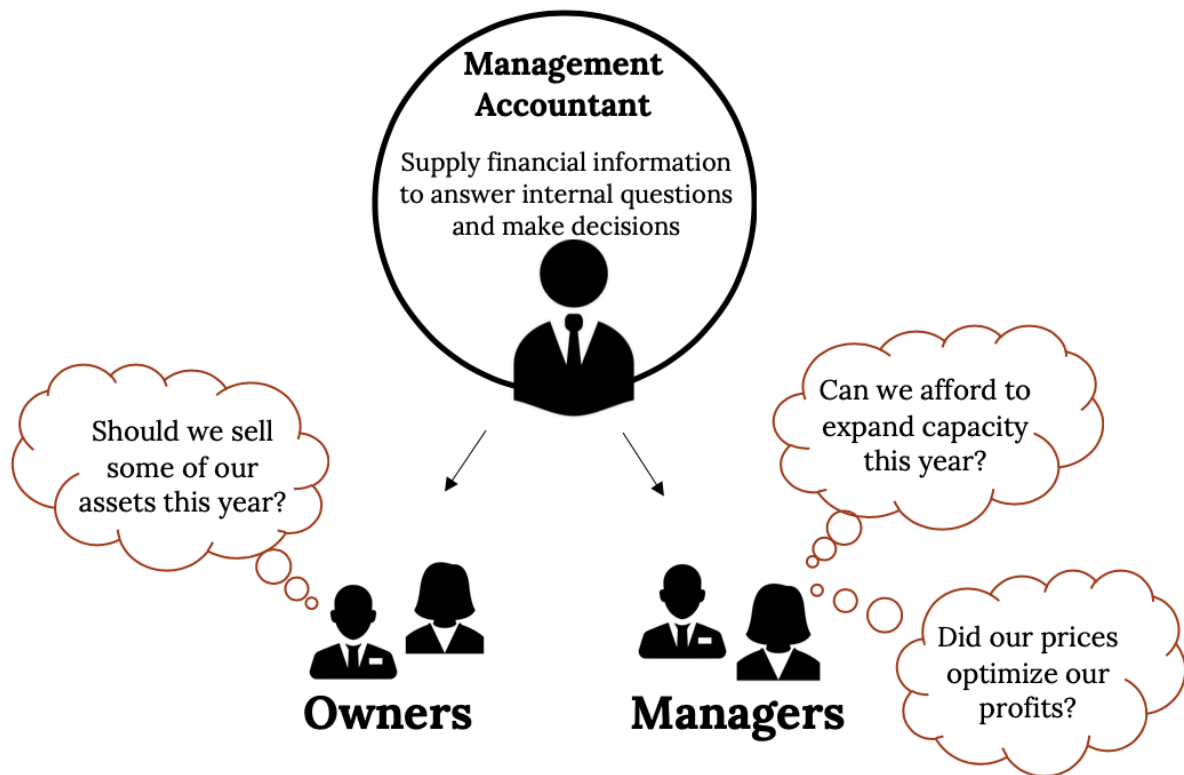 Management
Accountant
Supply financial information
to answer internal questions
and make decisions
Should we sell
some of our
assets this year?
Can we afford to
expand capacity
this year?
Did our prices
optimize our
profits?
Owners
Managers